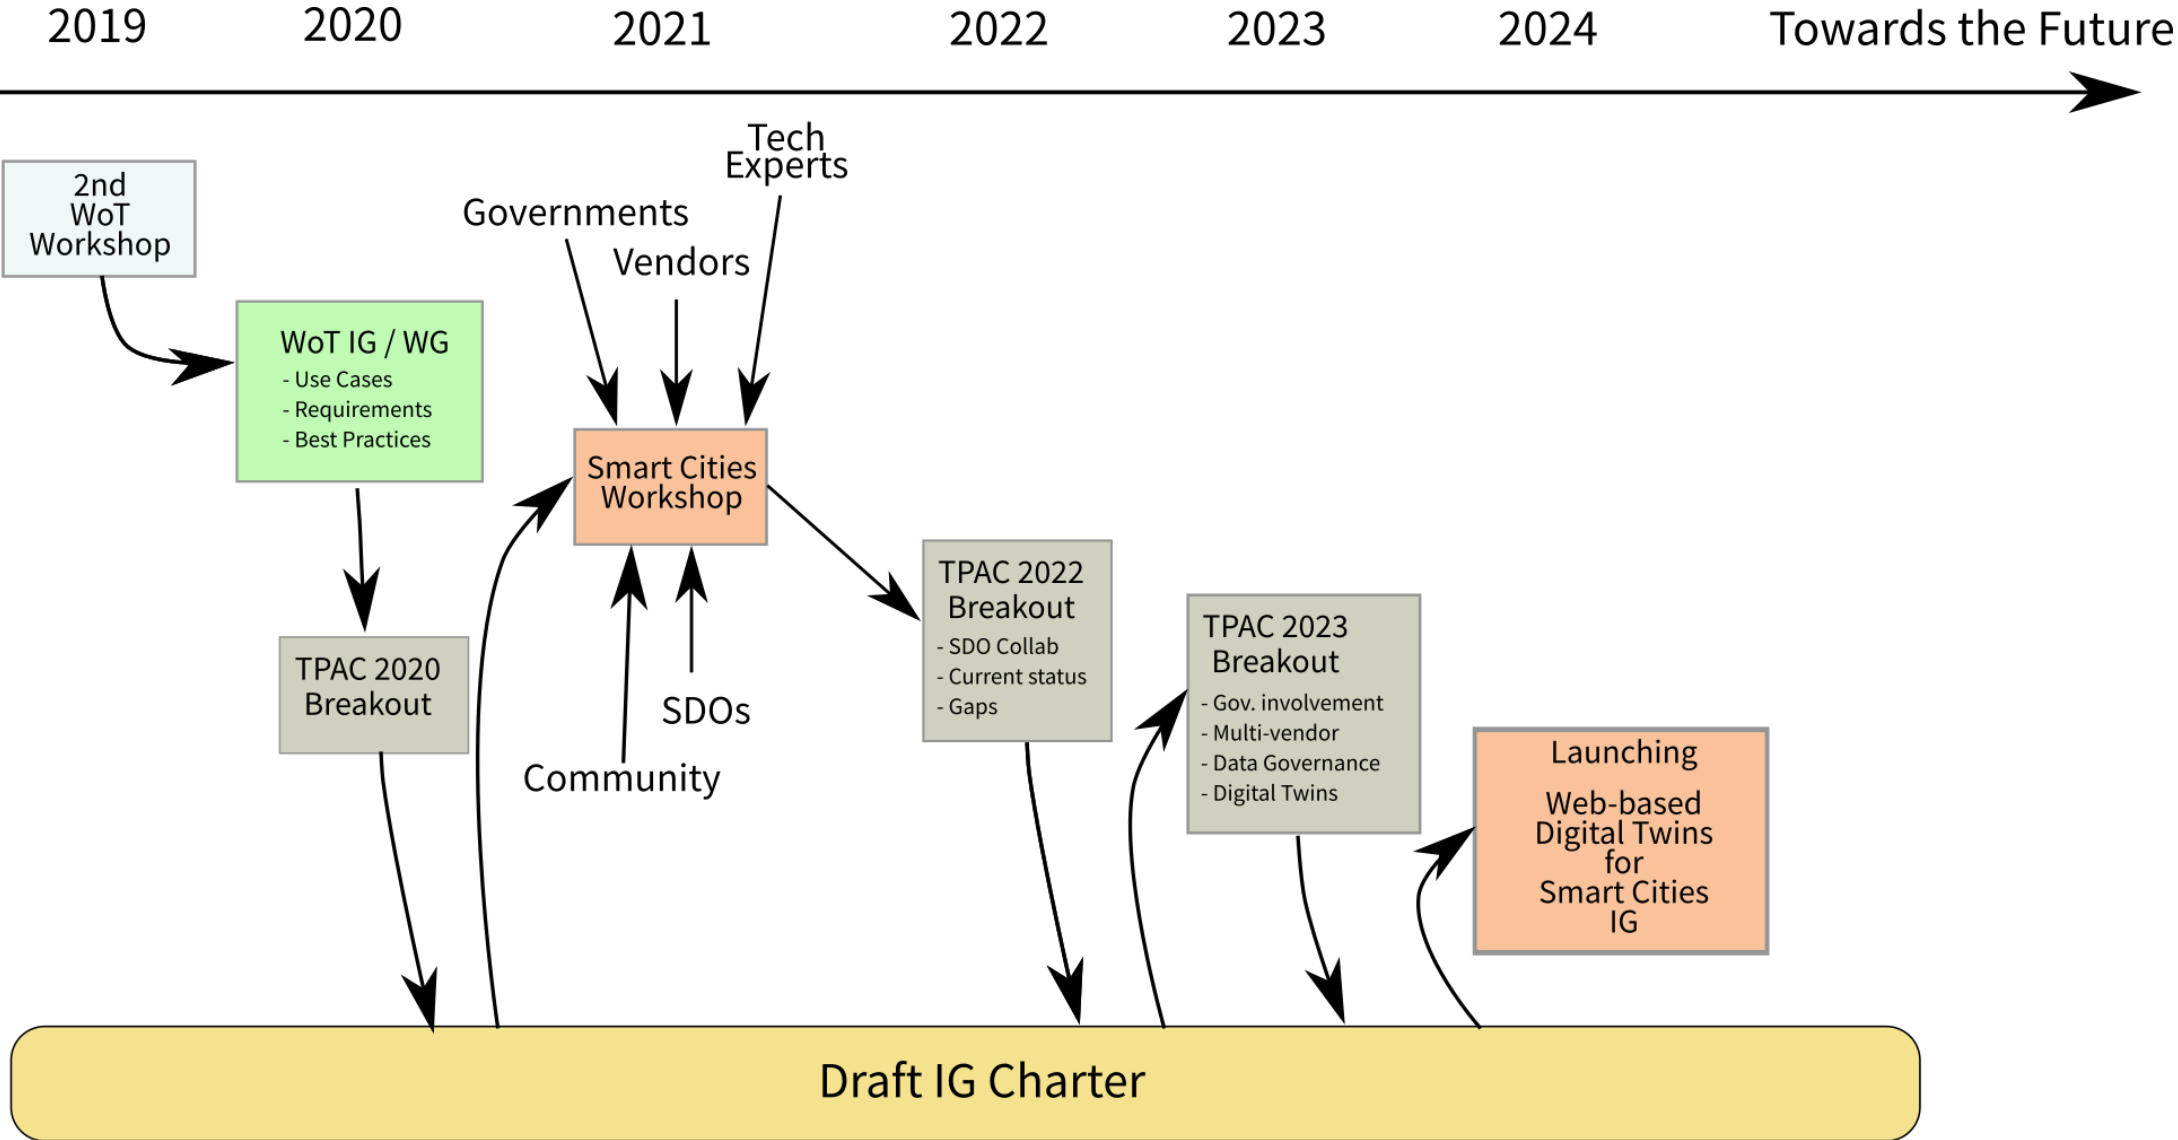 2019
2020
2021
2022
2023
2024
Towards the Future
2nd
WoT
Workshop
WoT IG / WG
- Use Cases
- Requirements
- Best Practices
TPAC 2020
Breakout
Governments
Vendors
Tech
Experts
Smart Cities
Workshop
SDOs
Community
TPAC 2022
Breakout
- SDO Collab
- Current status
- Gaps
TPAC 2023
Breakout
- Gov. involvement
- Multi-vendor
- Data Governance
- Digital Twins
Launching
Web-based
Digital Twins
for
Smart Cities
IG
Draft IG Charter